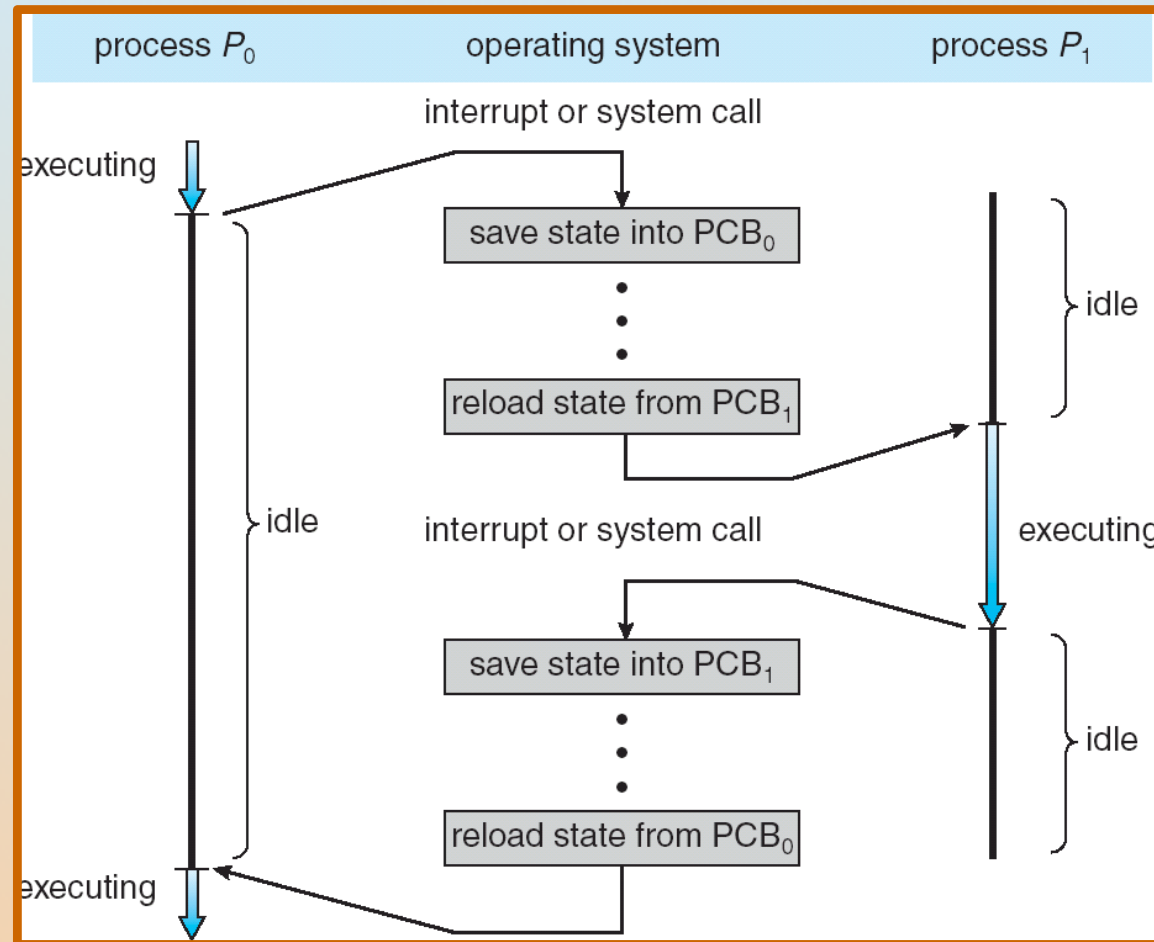 process P₀ operating system process P₁
interrupt or system call
executing
save state into PCB₀
idle
reload state from PCB₁
idle
interrupt or system call
executing
save state into PCB₁
idle
reload state from PCB₀
executing